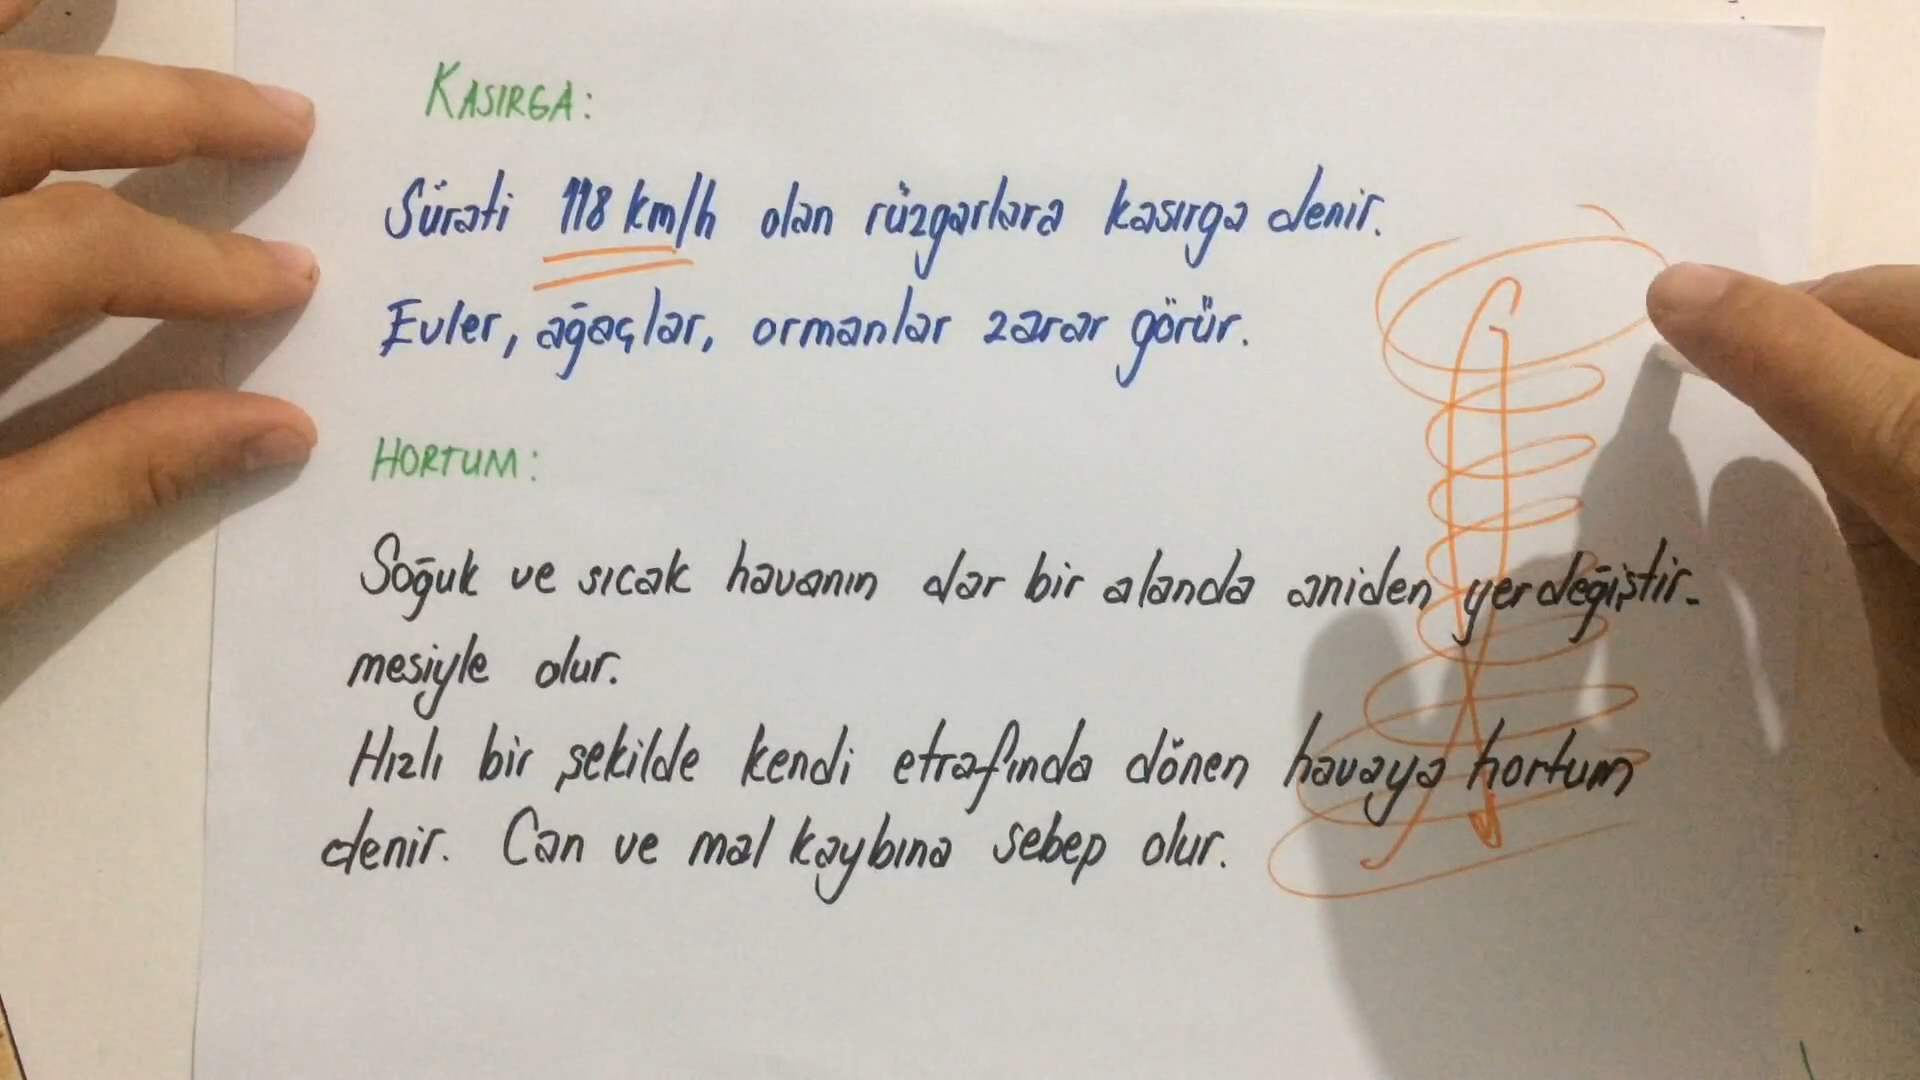 KASIRGA:
Sürati 118 km/h olan rüzgarlara kasırga denir.
Evler, ağaçlar, ormanlar zarar görür.
HORTUM:
Soğuk ve sıcak havanın dar bir alanda aniden yerdeğiştir-
mesiyle olur.
Hızlı bir şekilde kendi etrafında dönen havaya hortum
denir. Can ve mal kaybına sebep olur.